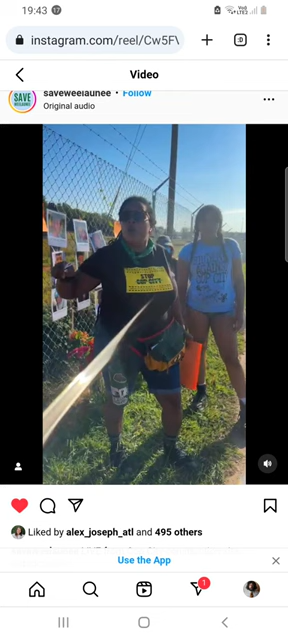 19:43
instagram.com/reel/Cw5F
:D
Video
SAVE
saveweelaunee • Follow
Original audio
STOP
COP CITY
Liked by alex_joseph_atl and 495 others
Use the App
1